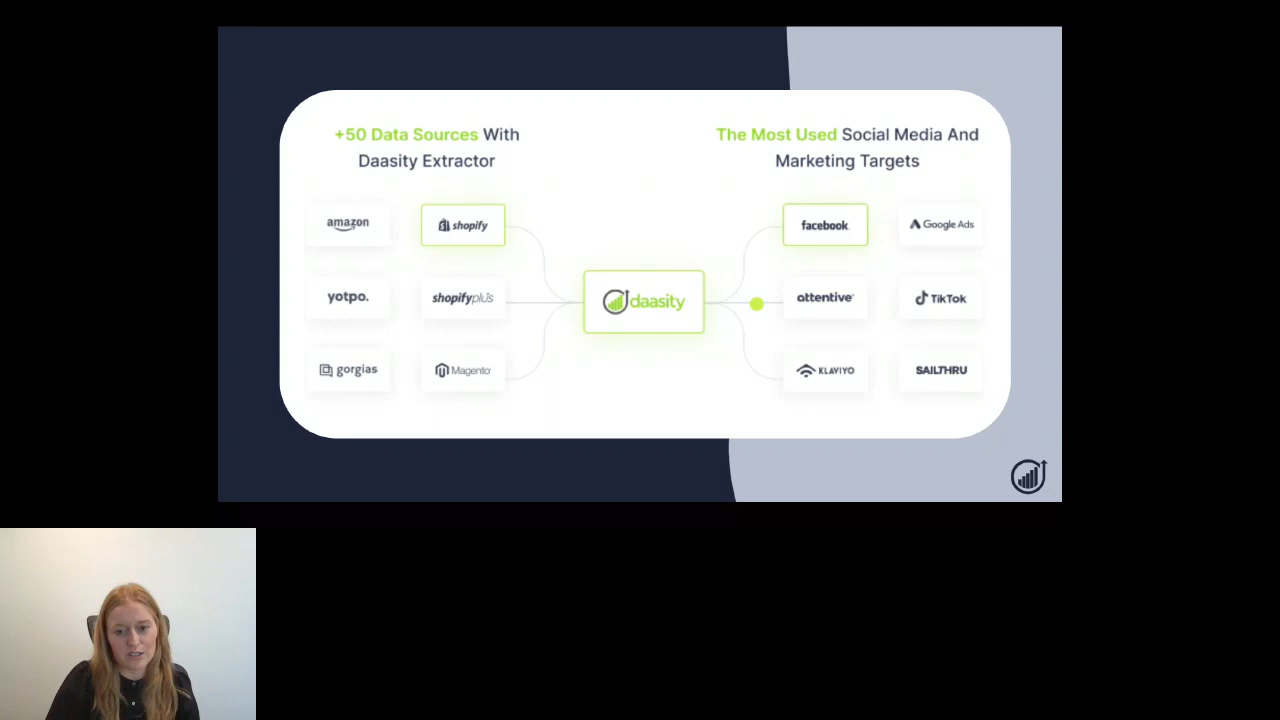 +50 Data Sources With
Daasity Extractor
amazon
shopify
yotpo.
shopifyplus
gorgias
Magento
daasity
The Most Used Social Media And
Marketing Targets
facebook
Google Ads
attentive
TikTok
KLAVIYO
SAILTHRU